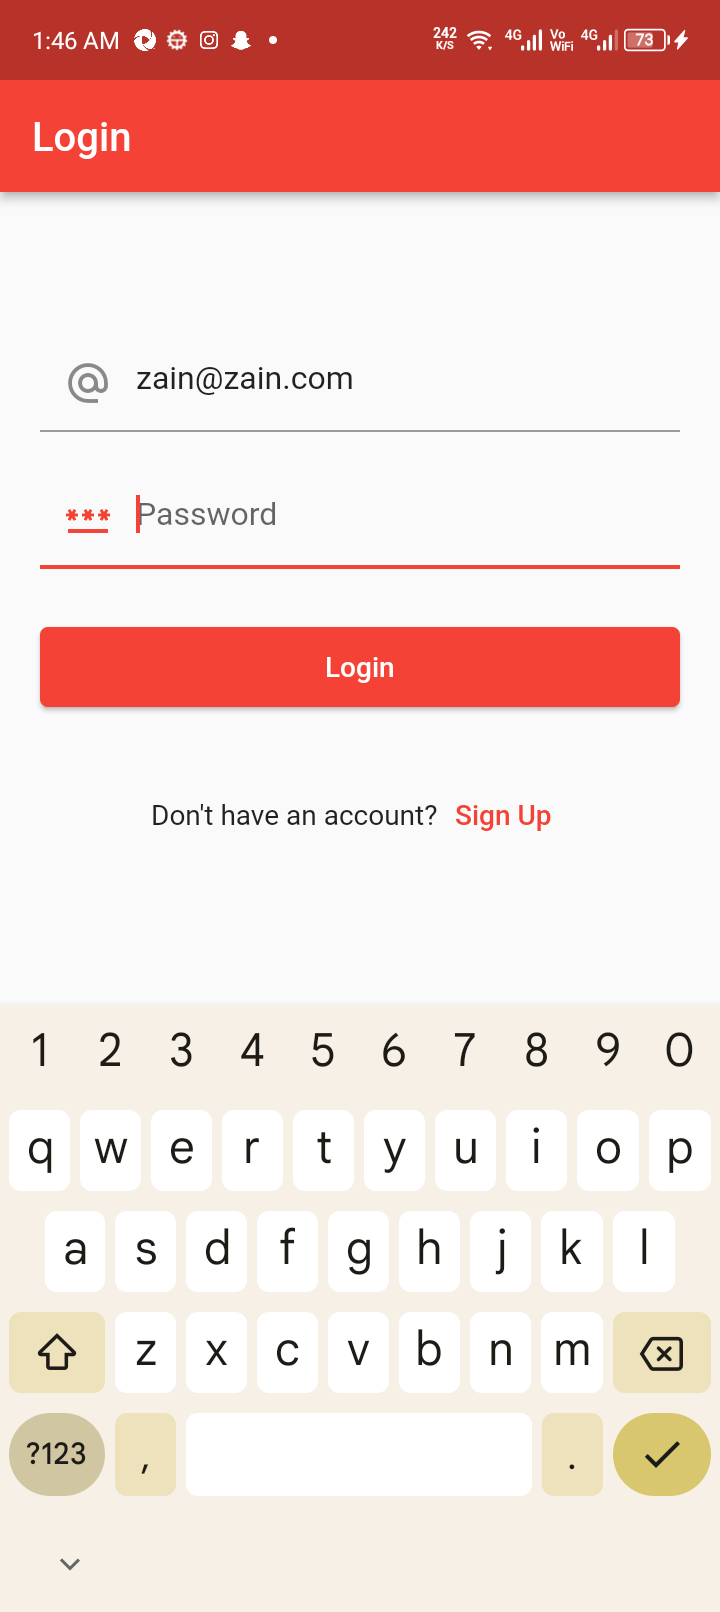 1:46 AM 242 K/S 4G Vo WiFi 4G 73
Login
zain@zain.com
*** Password
Login
Don't have an account? Sign Up
1 2 3 4 5 6 7 8 9 0
q w e r t y u i o p
a s d f g h j k l
z x c v b n m
?123 , .